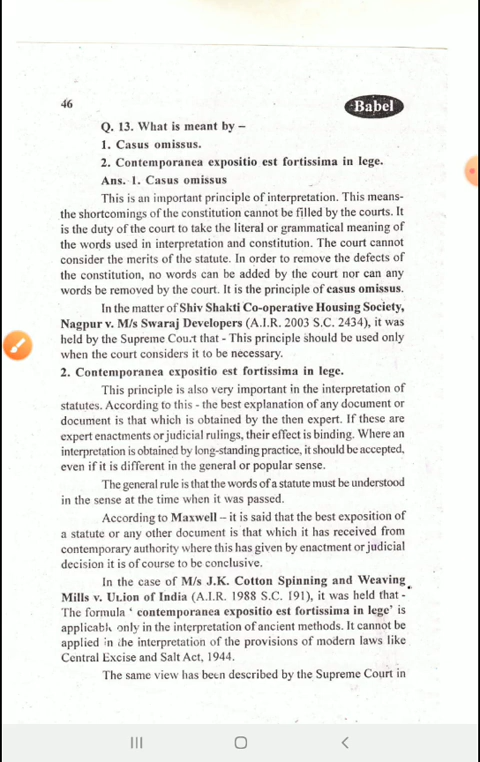 46
Babel
Q. 13. What is meant by –
1. Casus omissus.
2. Contemporanea expositio est fortissima in lege.
Ans. 1. Casus omissus
This is an important principle of interpretation. This means-
the shortcomings of the constitution cannot be filled by the courts. It
is the duty of the court to take the literal or grammatical meaning of
the words used in interpretation and constitution. The court cannot
consider the merits of the statute. In order to remove the defects of
the constitution, no words can be added by the court nor can any
words be removed by the court. It is the principle of casus omissus.
In the matter of Shiv Shakti Co-operative Housing Society,
Nagpur v. M/s Swaraj Developers (A.I.R. 2003 S.C. 2434), it was
held by the Supreme Court that - This principle should be used only
when the court considers it to be necessary.
2. Contemporanea expositio est fortissima in lege.
This principle is also very important in the interpretation of
statutes. According to this - the best explanation of any document or
document is that which is obtained by the then expert. If these are
expert enactments or judicial rulings, their effect is binding. Where an
interpretation is obtained by long-standing practice, it should be accepted,
even if it is different in the general or popular sense.
The general rule is that the words of a statute must be understood
in the sense at the time when it was passed.
According to Maxwell – it is said that the best exposition of
a statute or any other document is that which it has received from
contemporary authority where this has given by enactment or judicial
decision it is of course to be conclusive.
In the case of M/s J.K. Cotton Spinning and Weaving
Mills v. Union of India (A.I.R. 1988 S.C. 191), it was held that -
The formula ‘ contemporanea expositio est fortissima in lege’ is
applicable only in the interpretation of ancient methods. It cannot be
applied in the interpretation of the provisions of modern laws like
Central Excise and Salt Act, 1944.
The same view has been described by the Supreme Court in